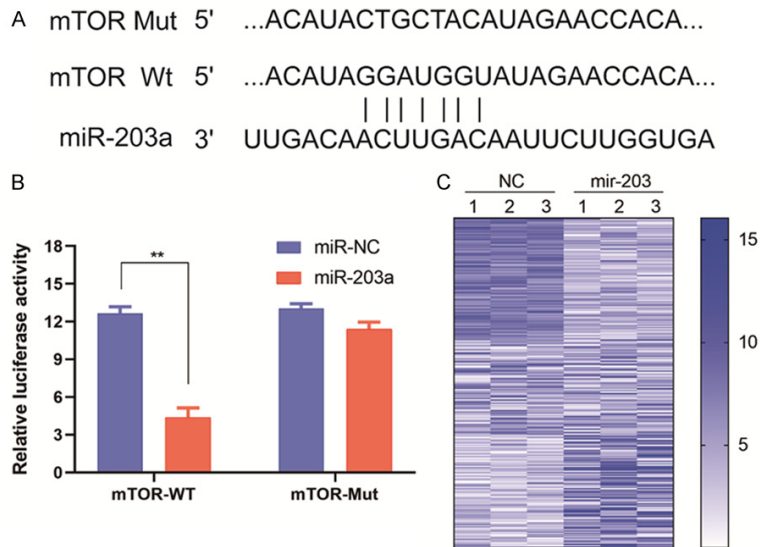 A
mTOR Mut 5' ...ACAUACTGCTACAUAGAACCACA...
mTOR Wt 5' ...ACAUAGGAUGGUAUAGAACCACA...
miR-203a 3' UUGACAACUUGACAAUUCUUGGUGA
B
Relative luciferase activity
18
15
12
9
6
3
0
**
miR-NC
miR-203a
mTOR-WT
mTOR-Mut
C
NC mir-203
1 2 3 1 2 3
15
10
5